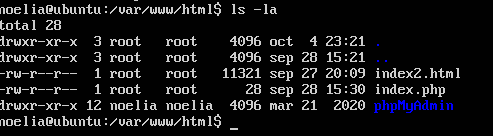 noelia@ubuntu:/var/www/html$ ls -la
total 28
drwxr-xr-x 3 root root 4096 oct 4 23:21 .
drwxr-xr-x 3 root root 4096 sep 28 15:21 ..
-rw-r--r-- 1 root root 11321 sep 27 20:09 index2.html
-rw-r--r-- 1 root root 28 sep 28 15:30 index.php
drwxr-xr-x 12 noelia noelia 4096 mar 21 2020 phpMyAdmin
noelia@ubuntu:/var/www/html$ _